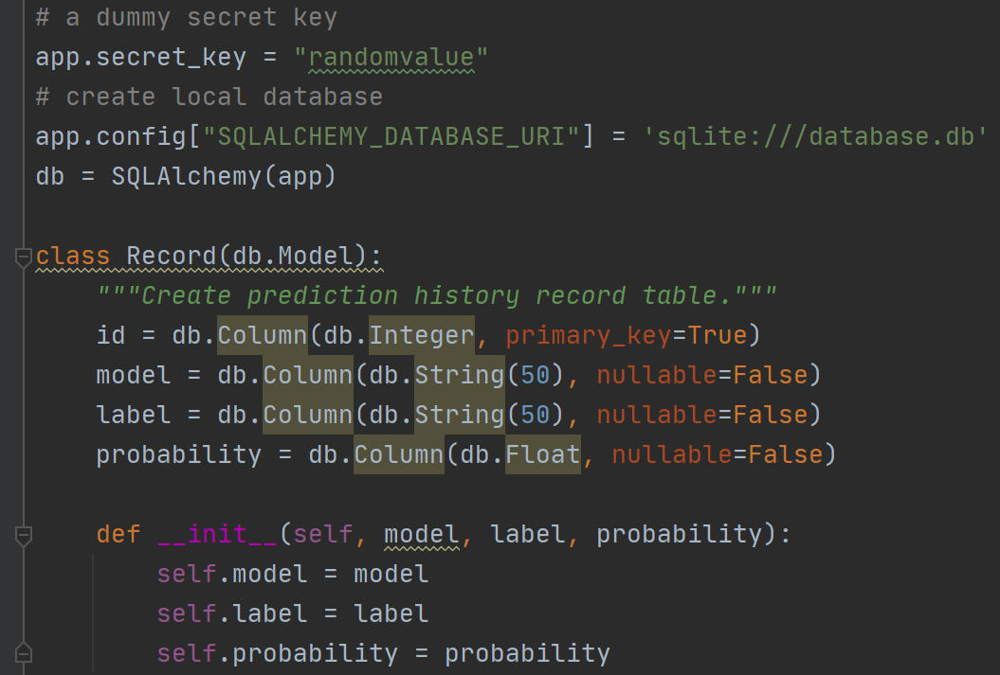 # a dummy secret key
app.secret_key = "randomvalue"
# create local database
app.config["SQLALCHEMY_DATABASE_URI"] = 'sqlite:///database.db'
db = SQLAlchemy(app)
class Record(db.Model):
    """Create prediction history record table."""
    id = db.Column(db.Integer, primary_key=True)
    model = db.Column(db.String(50), nullable=False)
    label = db.Column(db.String(50), nullable=False)
    probability = db.Column(db.Float, nullable=False)
    def __init__(self, model, label, probability):
        self.model = model
        self.label = label
        self.probability = probability